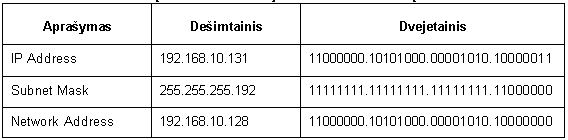 Aprašymas Dešimtainis Dvejetainis
IP Address 192.168.10.131 11000000.10101000.00001010.10000011
Subnet Mask 255.255.255.192 11111111.11111111.11111111.11000000
Network Address 192.168.10.128 11000000.10101000.00001010.10000000